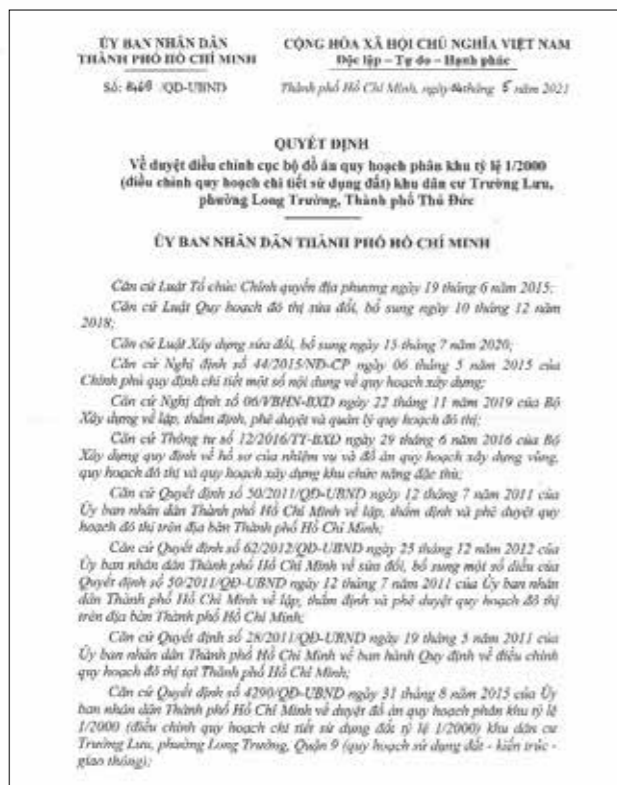 ỦY BAN NHÂN DÂN
THÀNH PHỐ HỒ CHÍ MINH
Số: /QĐ-UBND
CỘNG HÒA XÃ HỘI CHỦ NGHĨA VIỆT NAM
Độc lập – Tự do – Hạnh phúc
Thành phố Hồ Chí Minh, ngày tháng 5 năm 2021
QUYẾT ĐỊNH
Về duyệt điều chỉnh cục bộ đồ án quy hoạch phân khu tỷ lệ 1/2000
(điều chỉnh quy hoạch chi tiết sử dụng đất) khu dân cư Trường Lưu,
phường Long Trường, Thành phố Thủ Đức
ỦY BAN NHÂN DÂN THÀNH PHỐ HỒ CHÍ MINH
Căn cứ Luật Tổ chức Chính quyền địa phương ngày 19 tháng 6 năm 2015;
Căn cứ Luật Quy hoạch đô thị sửa đổi, bổ sung ngày 10 tháng 12 năm
2018;
Căn cứ Luật Xây dựng sửa đổi, bổ sung ngày 15 tháng 7 năm 2020;
Căn cứ Nghị định số 44/2015/NĐ-CP ngày 06 tháng 5 năm 2015 của
Chính phủ quy định chi tiết một số nội dung về quy hoạch xây dựng;
Căn cứ Nghị định số 06/VBHN-BXD ngày 22 tháng 11 năm 2019 của Bộ
Xây dựng về lập, thẩm định, phê duyệt và quản lý quy hoạch đô thị;
Căn cứ Thông tư số 12/2016/TT-BXD ngày 29 tháng 6 năm 2016 của Bộ
Xây dựng quy định về hồ sơ của nhiệm vụ và đồ án quy hoạch xây dựng vùng,
quy hoạch đô thị và quy hoạch xây dựng khu chức năng đặc thù;
Căn cứ Quyết định số 50/2011/QĐ-UBND ngày 12 tháng 7 năm 2011 của
Ủy ban nhân dân Thành phố Hồ Chí Minh về lập, thẩm định và phê duyệt quy
hoạch đô thị trên địa bàn Thành phố Hồ Chí Minh;
Căn cứ Quyết định số 62/2012/QĐ-UBND ngày 25 tháng 12 năm 2012 của
Ủy ban nhân dân Thành phố Hồ Chí Minh về sửa đổi, bổ sung một số điều của
Quyết định số 50/2011/QĐ-UBND ngày 12 tháng 7 năm 2011 của Ủy ban nhân
dân Thành phố Hồ Chí Minh về lập, thẩm định và phê duyệt quy hoạch đô thị
trên địa bàn Thành phố Hồ Chí Minh;
Căn cứ Quyết định số 28/2011/QĐ-UBND ngày 19 tháng 5 năm 2011 của
Ủy ban nhân dân Thành phố Hồ Chí Minh về ban hành Quy định về điều chỉnh
quy hoạch đô thị tại Thành phố Hồ Chí Minh;
Căn cứ Quyết định số 4290/QĐ-UBND ngày 31 tháng 8 năm 2015 của Ủy
ban nhân dân Thành phố Hồ Chí Minh về duyệt đồ án quy hoạch phân khu tỷ lệ
1/2000 (điều chỉnh quy hoạch chi tiết sử dụng đất tỷ lệ 1/2000) khu dân cư
Trường Lưu, phường Long Trường, Quận 9 (quy hoạch sử dụng đất - kiến trúc -
giao thông);